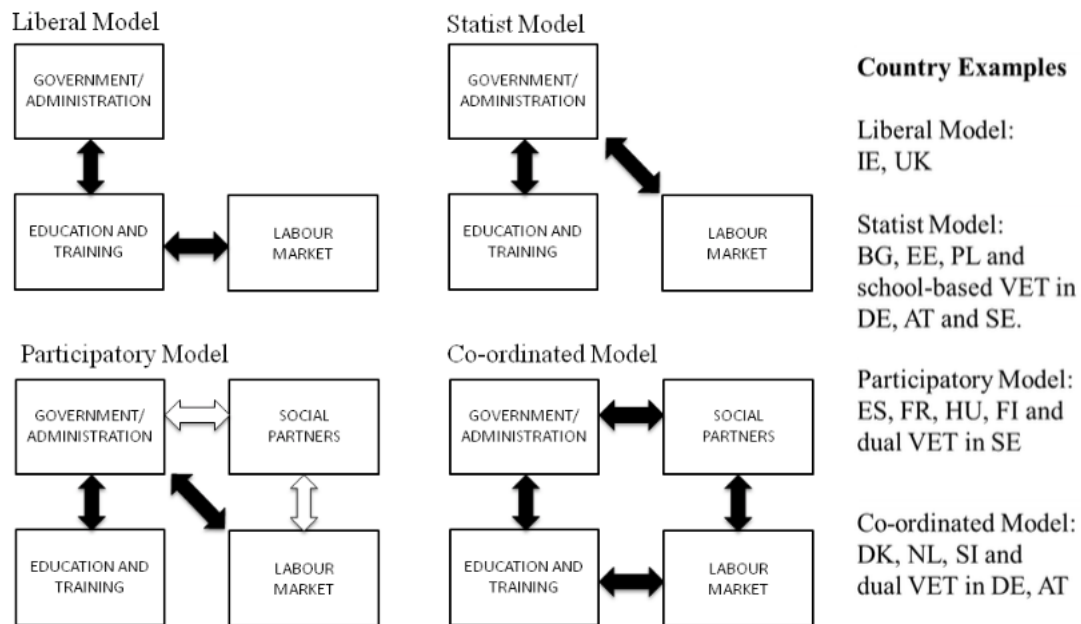 Liberal Model
GOVERNMENT/
ADMINISTRATION
EDUCATION AND
TRAINING
LABOUR
MARKET
Statist Model
GOVERNMENT/
ADMINISTRATION
EDUCATION AND
TRAINING
LABOUR
MARKET
Participatory Model
GOVERNMENT/
ADMINISTRATION
SOCIAL
PARTNERS
EDUCATION AND
TRAINING
LABOUR
MARKET
Co-ordinated Model
GOVERNMENT/
ADMINISTRATION
SOCIAL
PARTNERS
EDUCATION AND
TRAINING
LABOUR
MARKET
Country Examples
Liberal Model:
IE, UK
Statist Model:
BG, EE, PL and
school-based VET in
DE, AT and SE.
Participatory Model:
ES, FR, HU, FI and
dual VET in SE
Co-ordinated Model:
DK, NL, SI and
dual VET in DE, AT